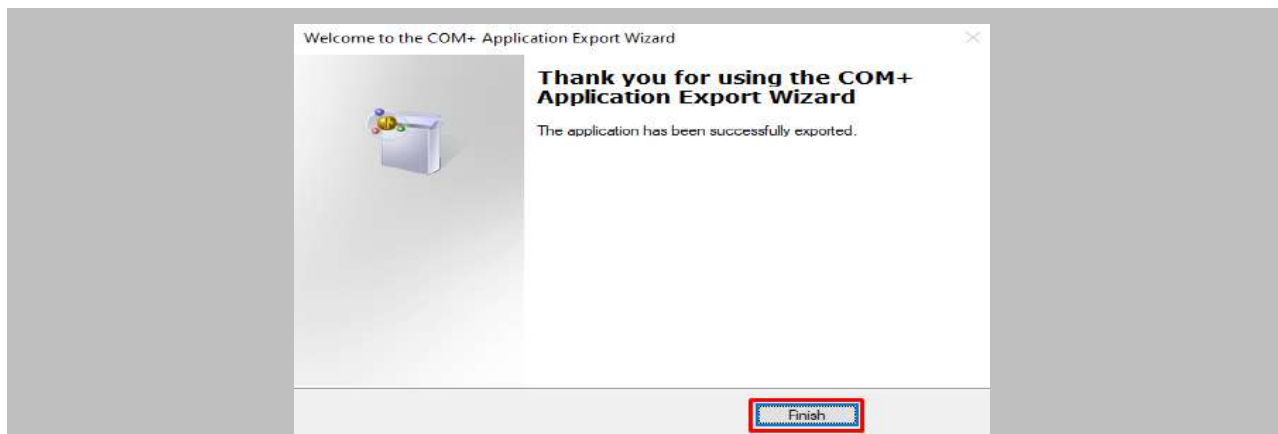 Welcome to the COM+ Application Export Wizard
Thank you for using the COM+
Application Export Wizard
The application has been successfully exported.
Finish